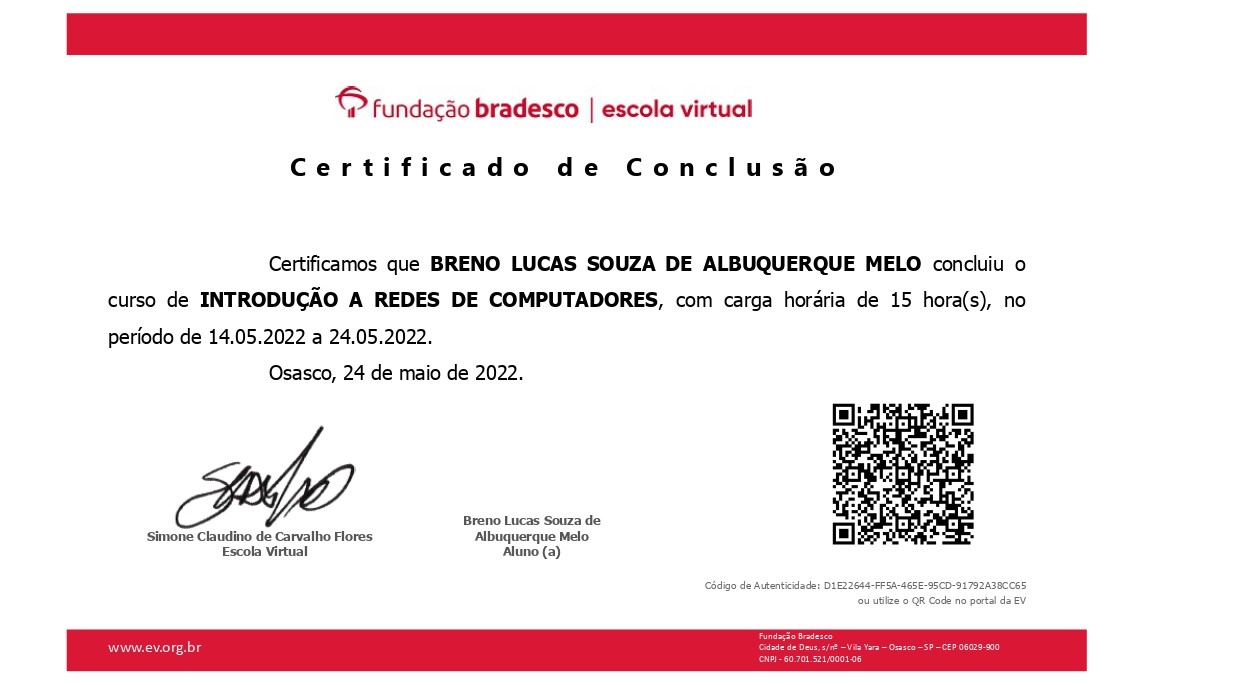 fundação bradesco | escola virtual
Certificado de Conclusão
Certificamos que BRENO LUCAS SOUZA DE ALBUQUERQUE MELO concluiu o
curso de INTRODUÇÃO A REDES DE COMPUTADORES, com carga horária de 15 hora(s), no
período de 14.05.2022 a 24.05.2022.
Osasco, 24 de maio de 2022.
Simone Claudino de Carvalho Flores
Escola Virtual
Breno Lucas Souza de
Albuquerque Melo
Aluno (a)
Código de Autenticidade: D1E22644-FF5A-465E-95CD-91792A38CC65
ou utilize o QR Code no portal da EV
www.ev.org.br
Fundação Bradesco
Cidade de Deus, s/nº – Vila Yara – Osasco – SP – CEP 06029-900
CNPJ - 60.701.521/0001-06